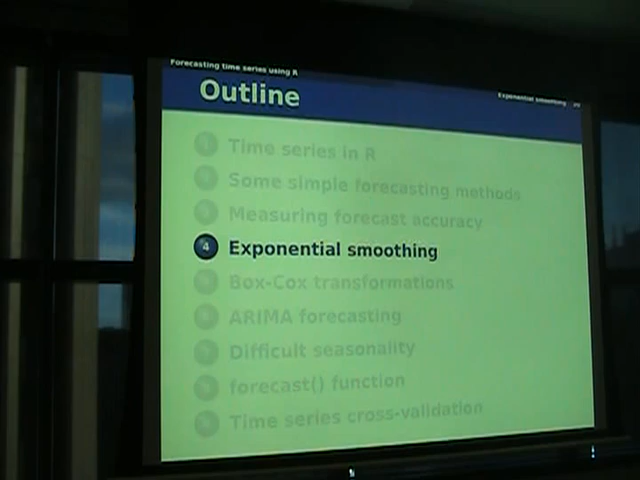 Forecasting time series using R
Exponential smoothing
Outline
1 Time series in R
2 Some simple forecasting methods
3 Measuring forecast accuracy
4 Exponential smoothing
5 Box-Cox transformations
6 ARIMA forecasting
7 Difficult seasonality
8 forecast() function
9 Time series cross-validation